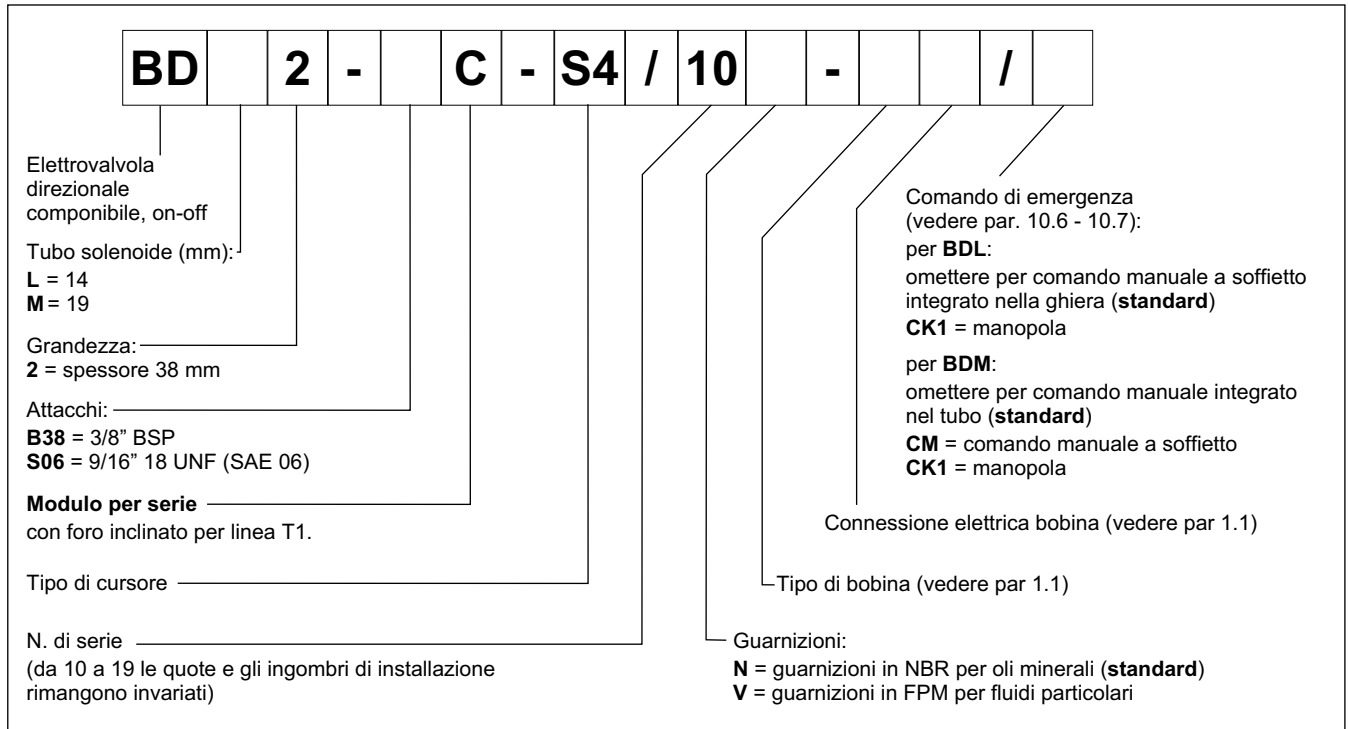 BD 2 - C - S4 / 10 - /
Elettrovalvola
direzionale
componibile, on-off
Tubo solenoide (mm):
L = 14
M = 19
Grandezza:
2 = spessore 38 mm
Attacchi:
B38 = 3/8” BSP
S06 = 9/16” 18 UNF (SAE 06)
Modulo per serie
con foro inclinato per linea T1.
Tipo di cursore
N. di serie
(da 10 a 19 le quote e gli ingombri di installazione
rimangono invariati)
Comando di emergenza
(vedere par. 10.6 - 10.7):
per BDL:
omettere per comando manuale a soffietto
integrato nella ghiera (standard)
CK1 = manopola
per BDM:
omettere per comando manuale integrato
nel tubo (standard)
CM = comando manuale a soffietto
CK1 = manopola
Connessione elettrica bobina (vedere par 1.1)
Tipo di bobina (vedere par 1.1)
Guarnizioni:
N = guarnizioni in NBR per oli minerali (standard)
V = guarnizioni in FPM per fluidi particolari